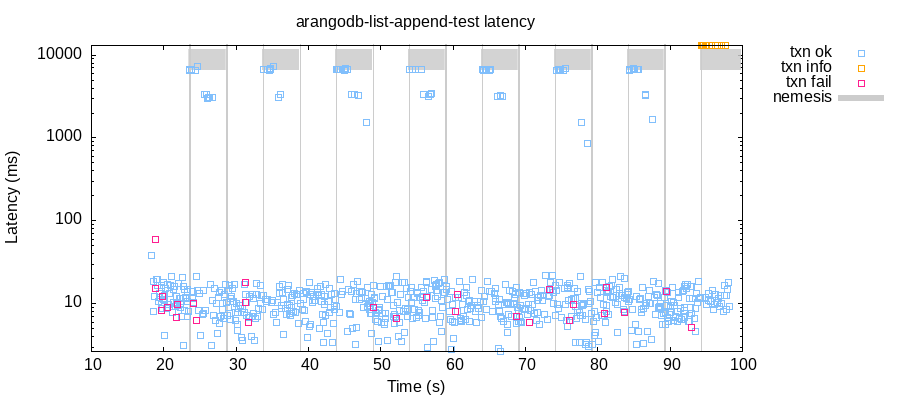 arangodb-list-append-test latency
txn ok
txn info
txn fail
nemesis
Latency (ms)
10000
1000
100
10
10 20 30 40 50 60 70 80 90 100
Time (s)